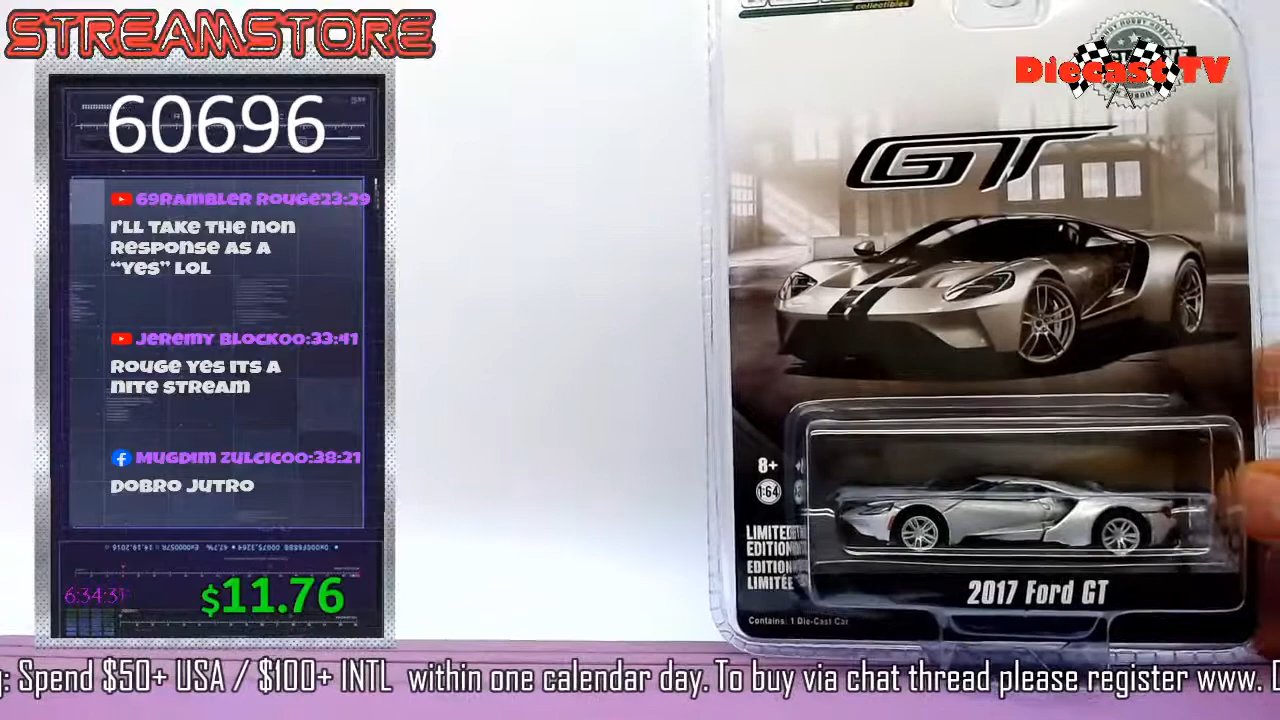 STREAMSTORE
60696
69Rambler Rouge23:29
I'll take the non
response as a
“yes” LOL
Jeremy Block00:33:41
Rouge yes its a
nite stream
Mugdim Zulcic00:38:21
Dobro jutro
6:34:31
$11.76
collectibles
Diecast TV
GT
8+
1:64
LIMITED
EDITION
EDITION
LIMITÉE
2017 Ford GT
Contains: 1 Die-Cast Car
: Spend $50+ USA / $100+ INTL within one calendar day. To buy via chat thread please register www.